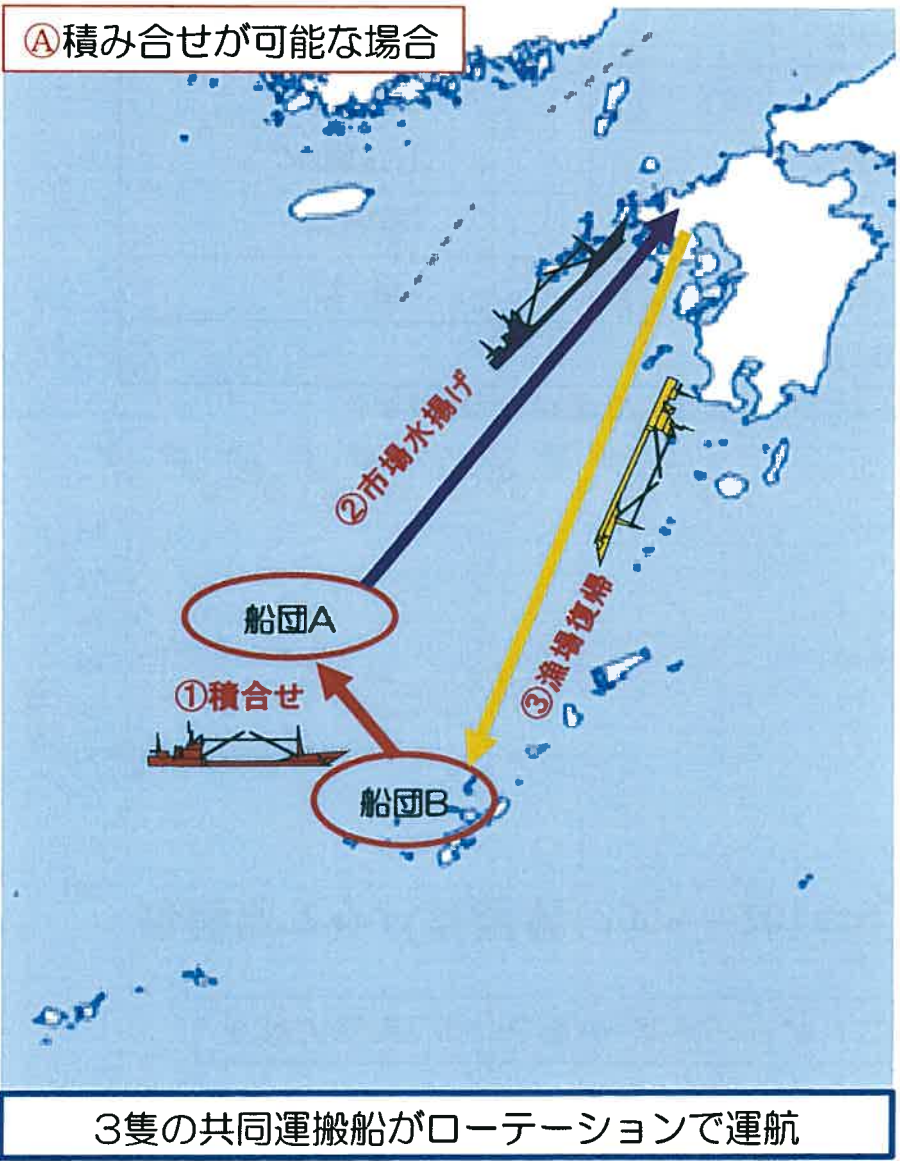 Ⓐ積み合せが可能な場合
②市場水揚げ
船団A
①積合せ
③漁場復帰
船団B
3隻の共同運搬船がローテーションで運航